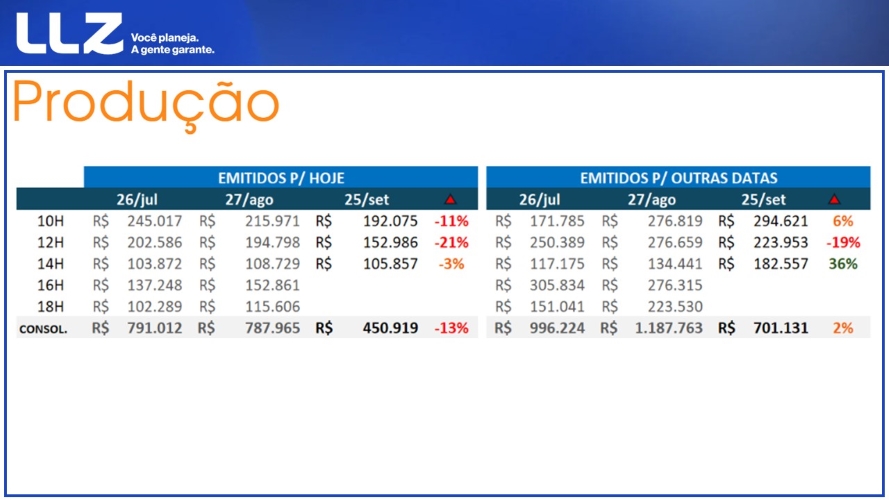 LLZ Você planeja.
A gente garante.
Produção
EMITIDOS P/ HOJE EMITIDOS P/ OUTRAS DATAS
26/jul 27/ago 25/set 26/jul 27/ago 25/set
10H R$ 245.017 R$ 215.971 R$ 192.075 -11% R$ 171.785 R$ 276.819 R$ 294.621 6%
12H R$ 202.586 R$ 194.798 R$ 152.986 -21% R$ 250.389 R$ 276.659 R$ 223.953 -19%
14H R$ 103.872 R$ 108.729 R$ 105.857 -3% R$ 117.175 R$ 134.441 R$ 182.557 36%
16H R$ 137.248 R$ 152.861 R$ 305.834 R$ 276.315
18H R$ 102.289 R$ 115.606 R$ 151.041 R$ 223.530
CONSOL. R$ 791.012 R$ 787.965 R$ 450.919 -13% R$ 996.224 R$ 1.187.763 R$ 701.131 2%